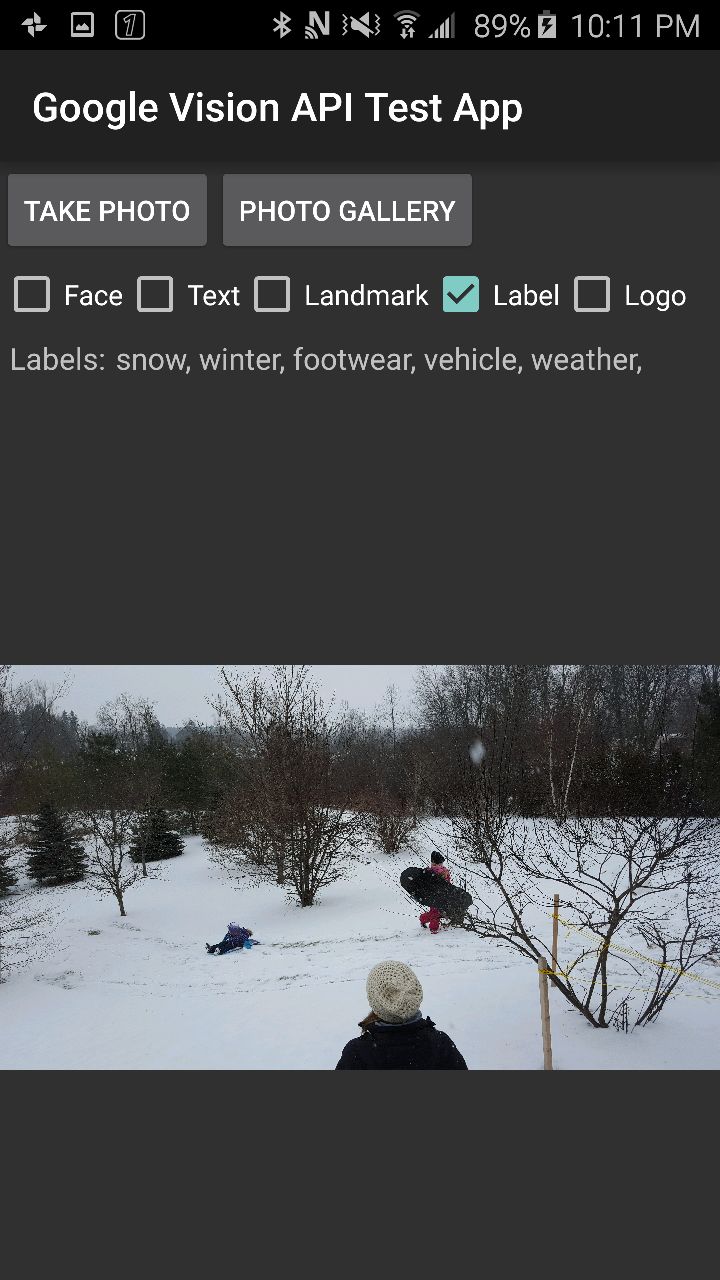 89% 10:11 PM
Google Vision API Test App
TAKE PHOTO PHOTO GALLERY
Face Text Landmark Label Logo
Labels: snow, winter, footwear, vehicle, weather,